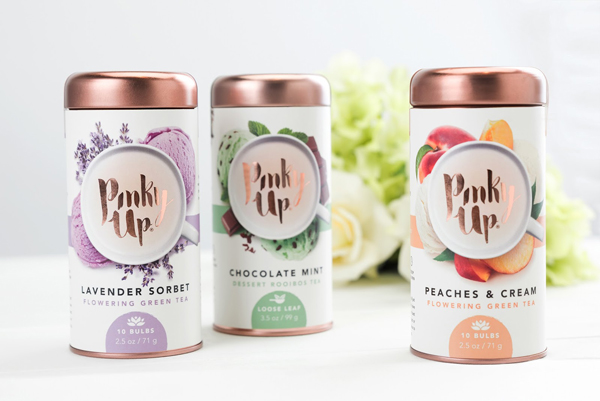 Pinky
Up®
LAVENDER SORBET
FLOWERING GREEN TEA
10 BULBS
2.5 oz / 71 g
Pinky
Up®
CHOCOLATE MINT
DESSERT ROOIBOS TEA
LOOSE LEAF
3.5 oz / 99 g
Pinky
Up®
PEACHES & CREAM
FLOWERING GREEN TEA
10 BULBS
2.5 oz / 71 g